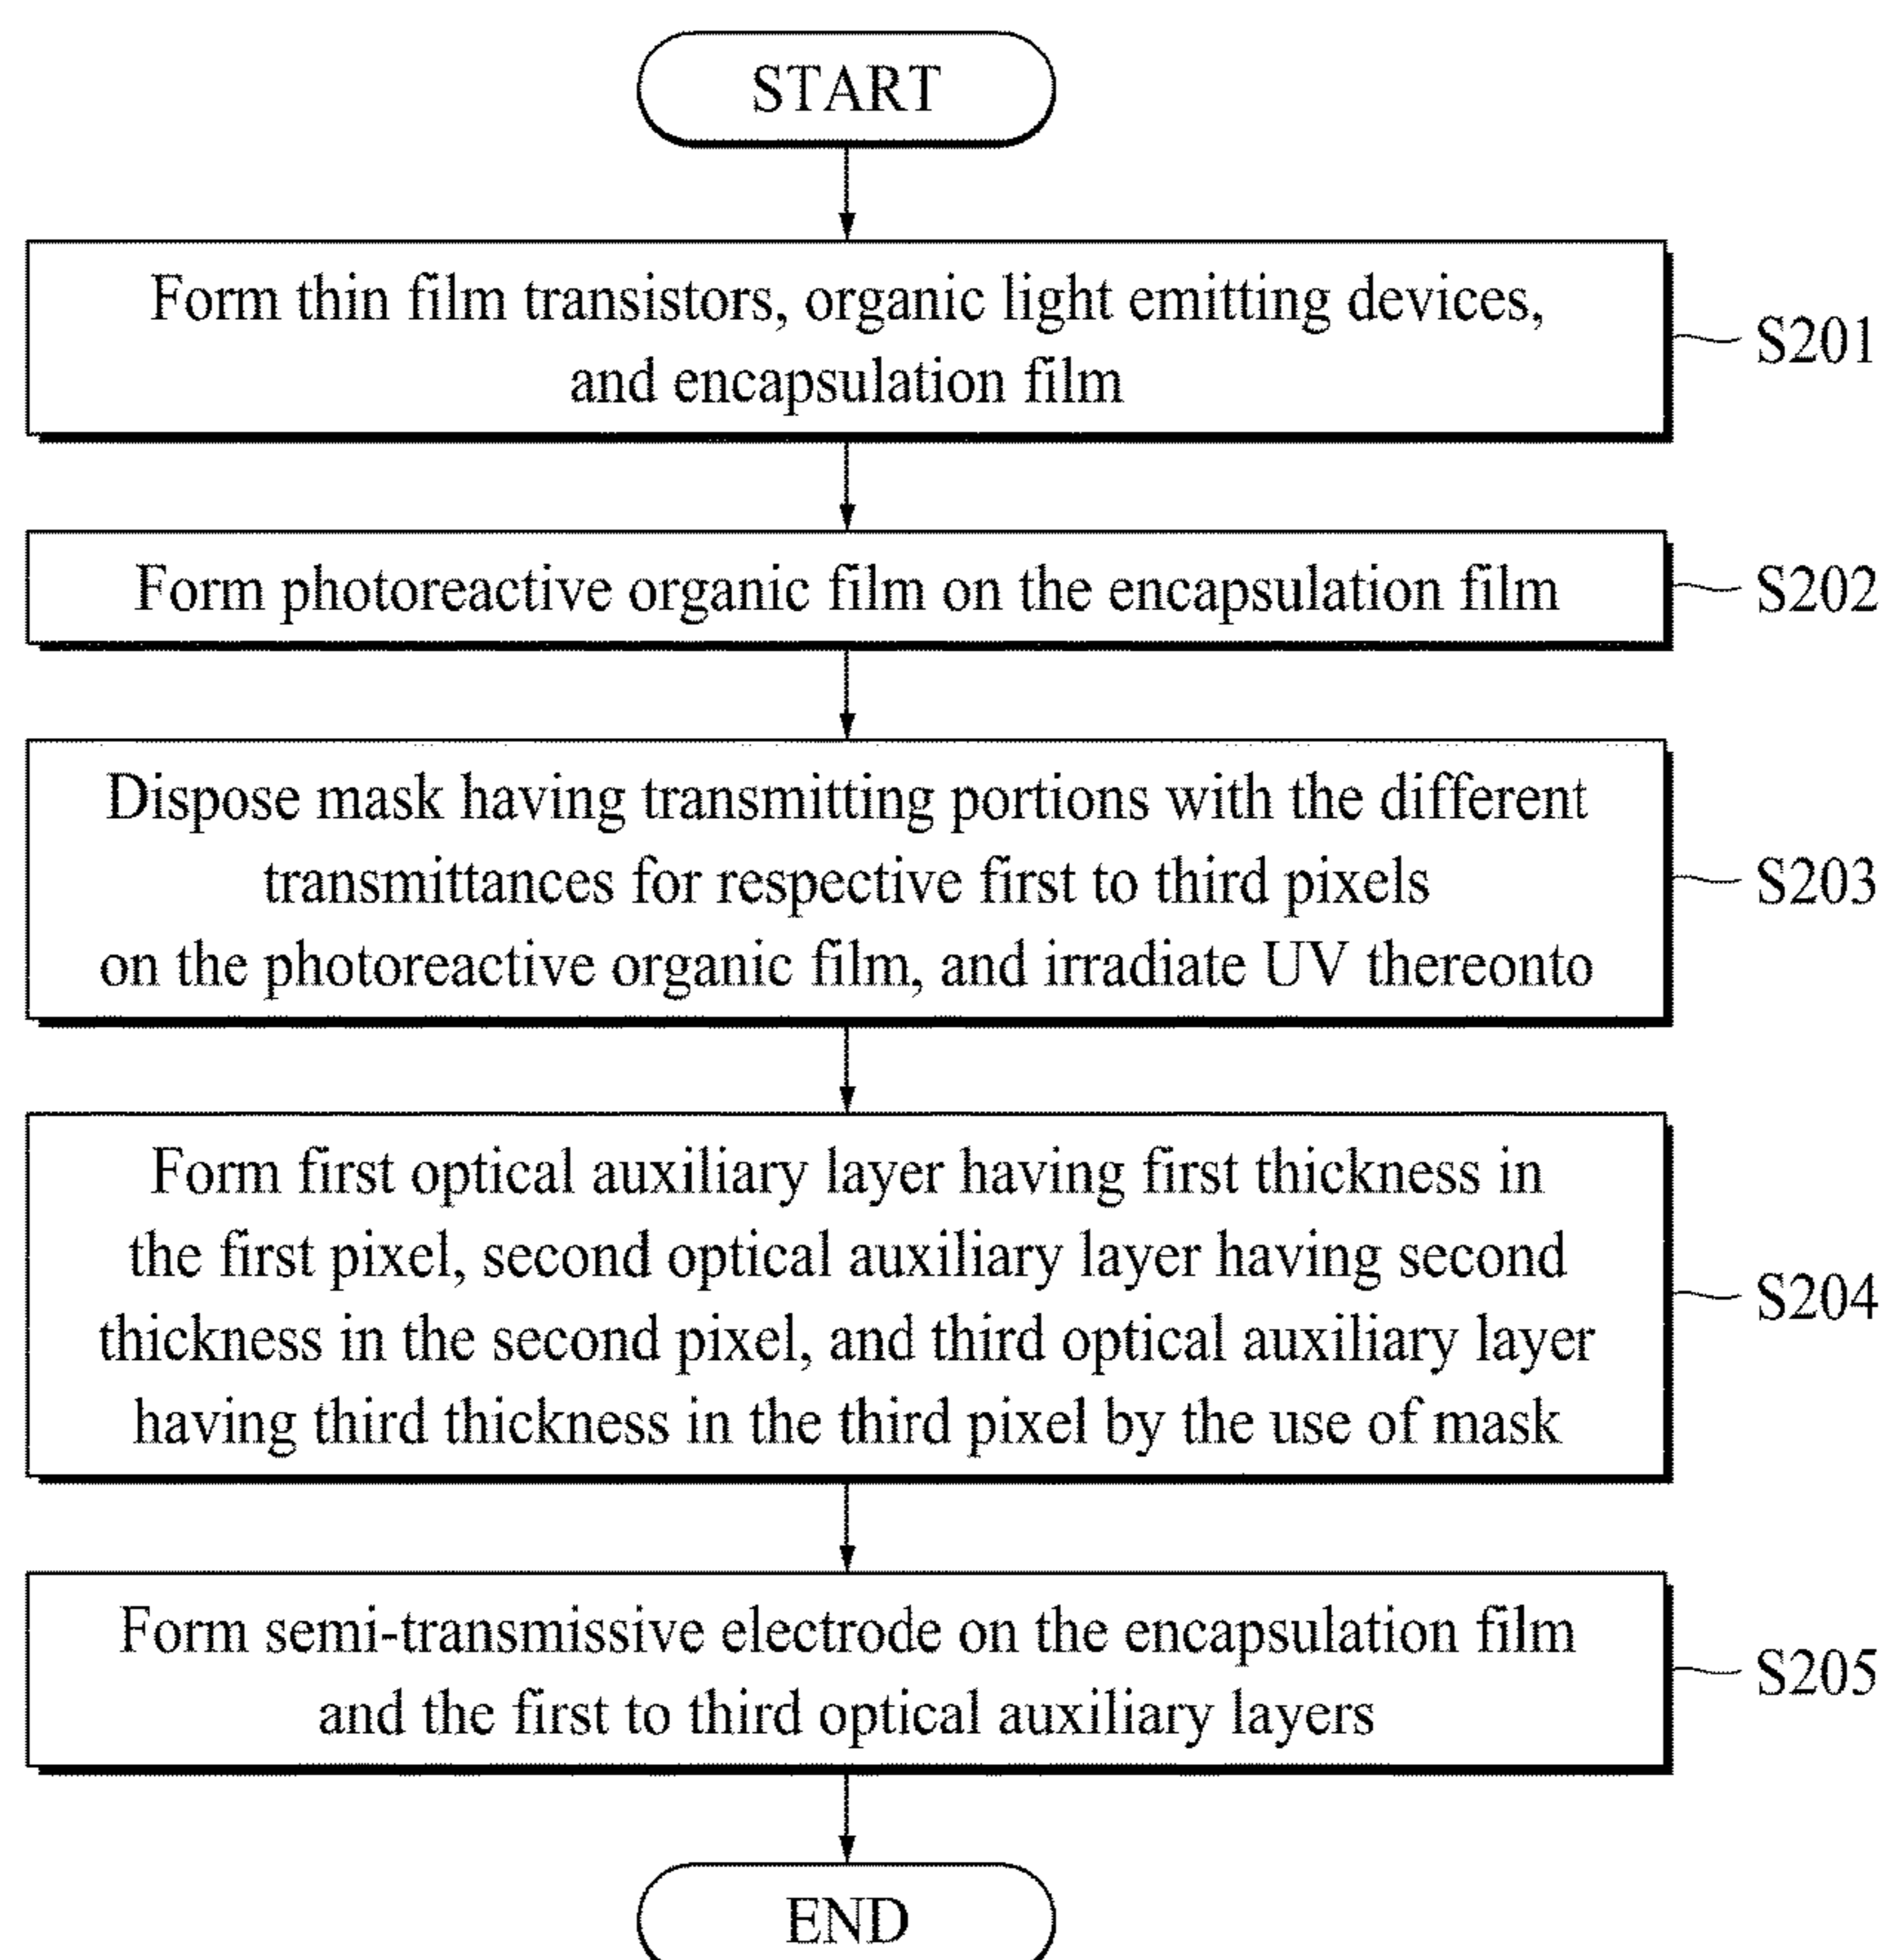 START
Form thin film transistors, organic light emitting devices,
and encapsulation film
S201
Form photoreactive organic film on the encapsulation film
S202
Dispose mask having transmitting portions with the different
transmittances for respective first to third pixels
on the photoreactive organic film, and irradiate UV thereonto
S203
Form first optical auxiliary layer having first thickness in
the first pixel, second optical auxiliary layer having second
thickness in the second pixel, and third optical auxiliary layer
having third thickness in the third pixel by the use of mask
S204
Form semi-transmissive electrode on the encapsulation film
and the first to third optical auxiliary layers
S205
END